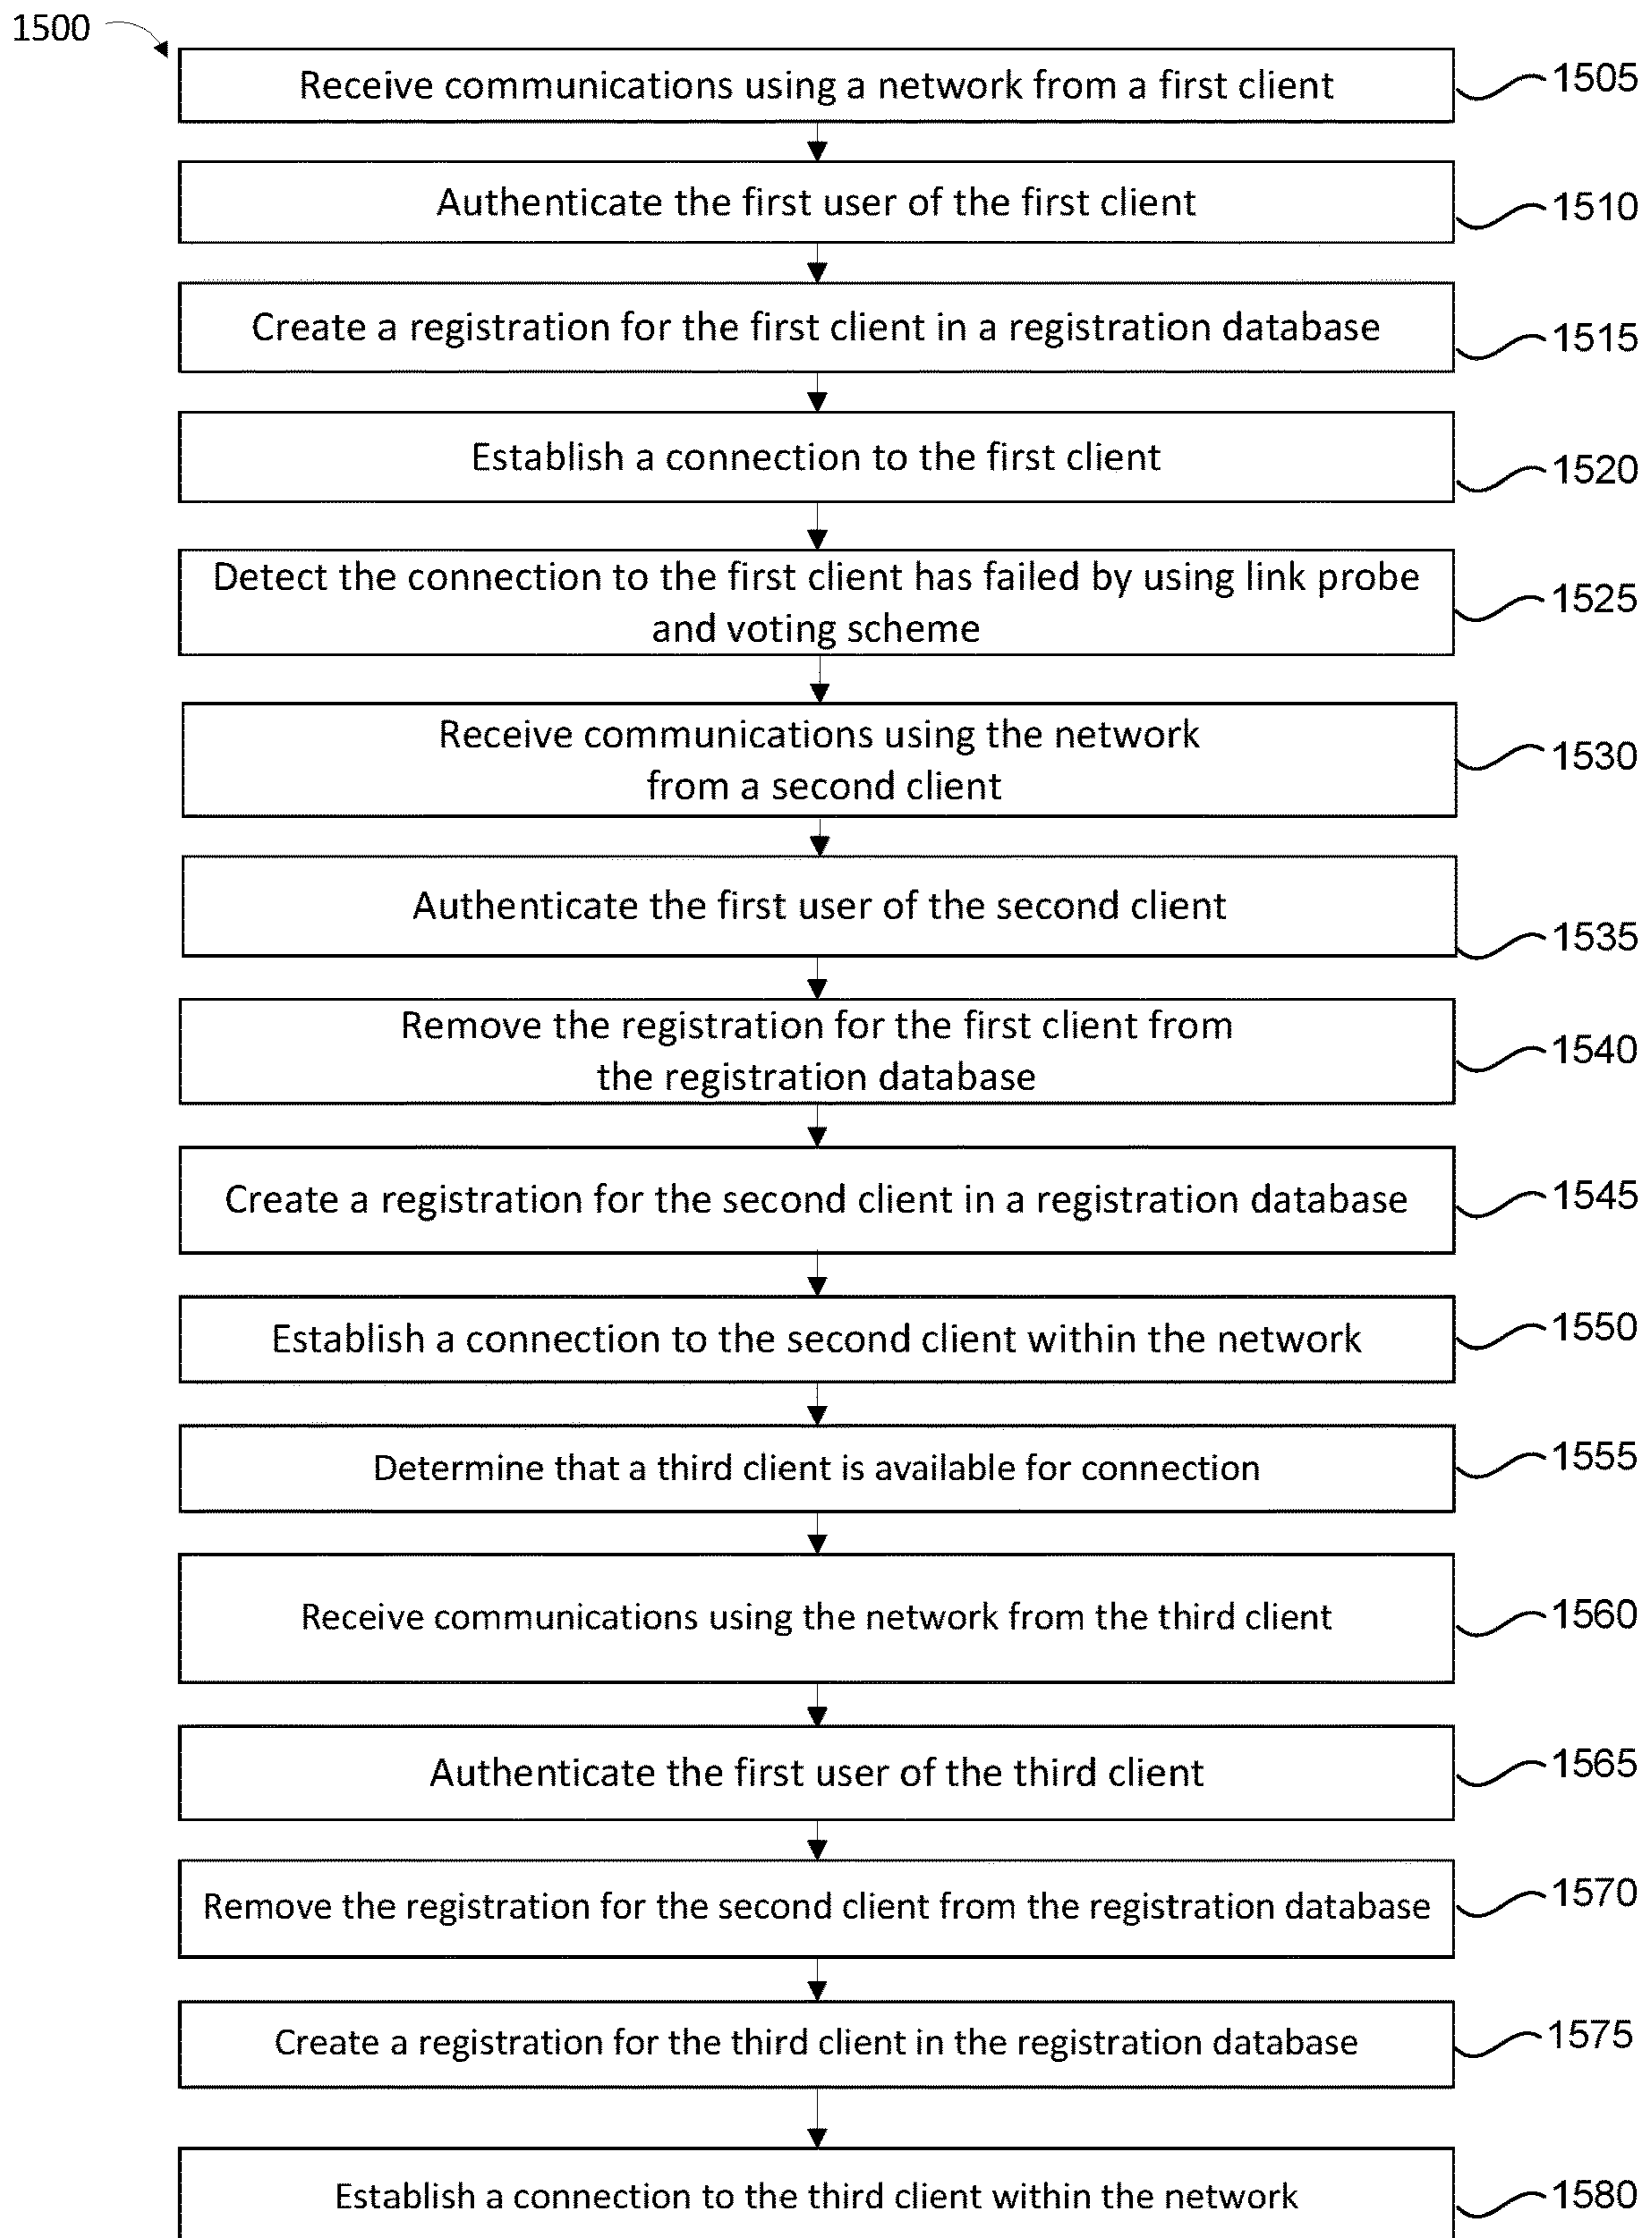 1500
Receive communications using a network from a first client
1505
Authenticate the first user of the first client
1510
Create a registration for the first client in a registration database
1515
Establish a connection to the first client
1520
Detect the connection to the first client has failed by using link probe
and voting scheme
1525
Receive communications using the network
from a second client
1530
Authenticate the first user of the second client
1535
Remove the registration for the first client from
the registration database
1540
Create a registration for the second client in a registration database
1545
Establish a connection to the second client within the network
1550
Determine that a third client is available for connection
1555
Receive communications using the network from the third client
1560
Authenticate the first user of the third client
1565
Remove the registration for the second client from the registration database
1570
Create a registration for the third client in the registration database
1575
Establish a connection to the third client within the network
1580